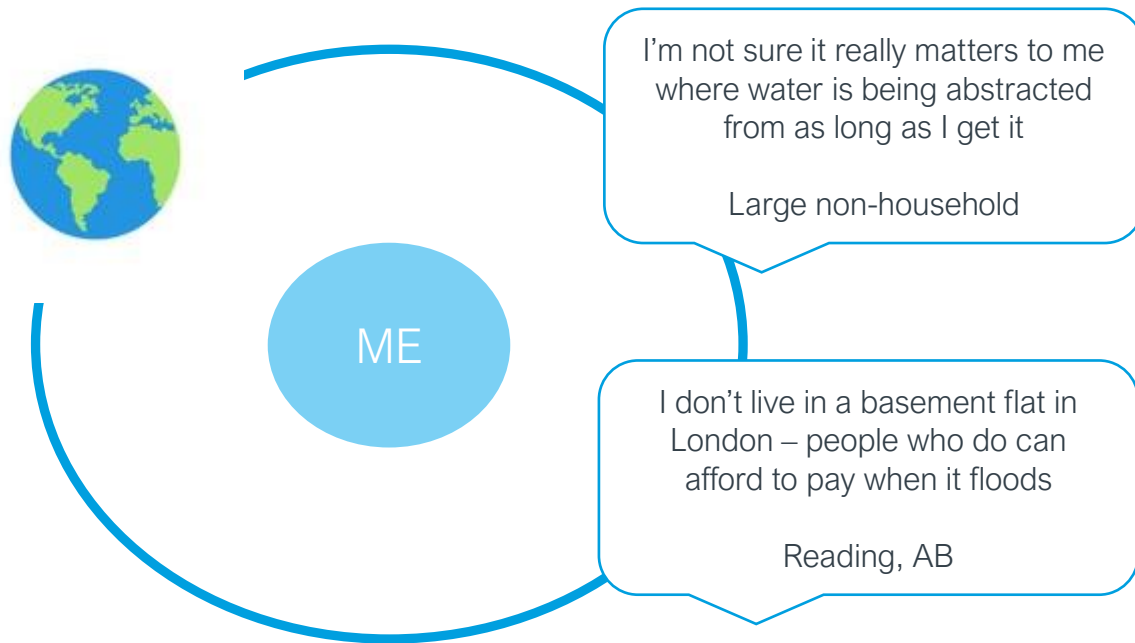 I’m not sure it really matters to me
where water is being abstracted
from as long as I get it
Large non-household
ME
I don’t live in a basement flat in
London – people who do can
afford to pay when it floods
Reading, AB